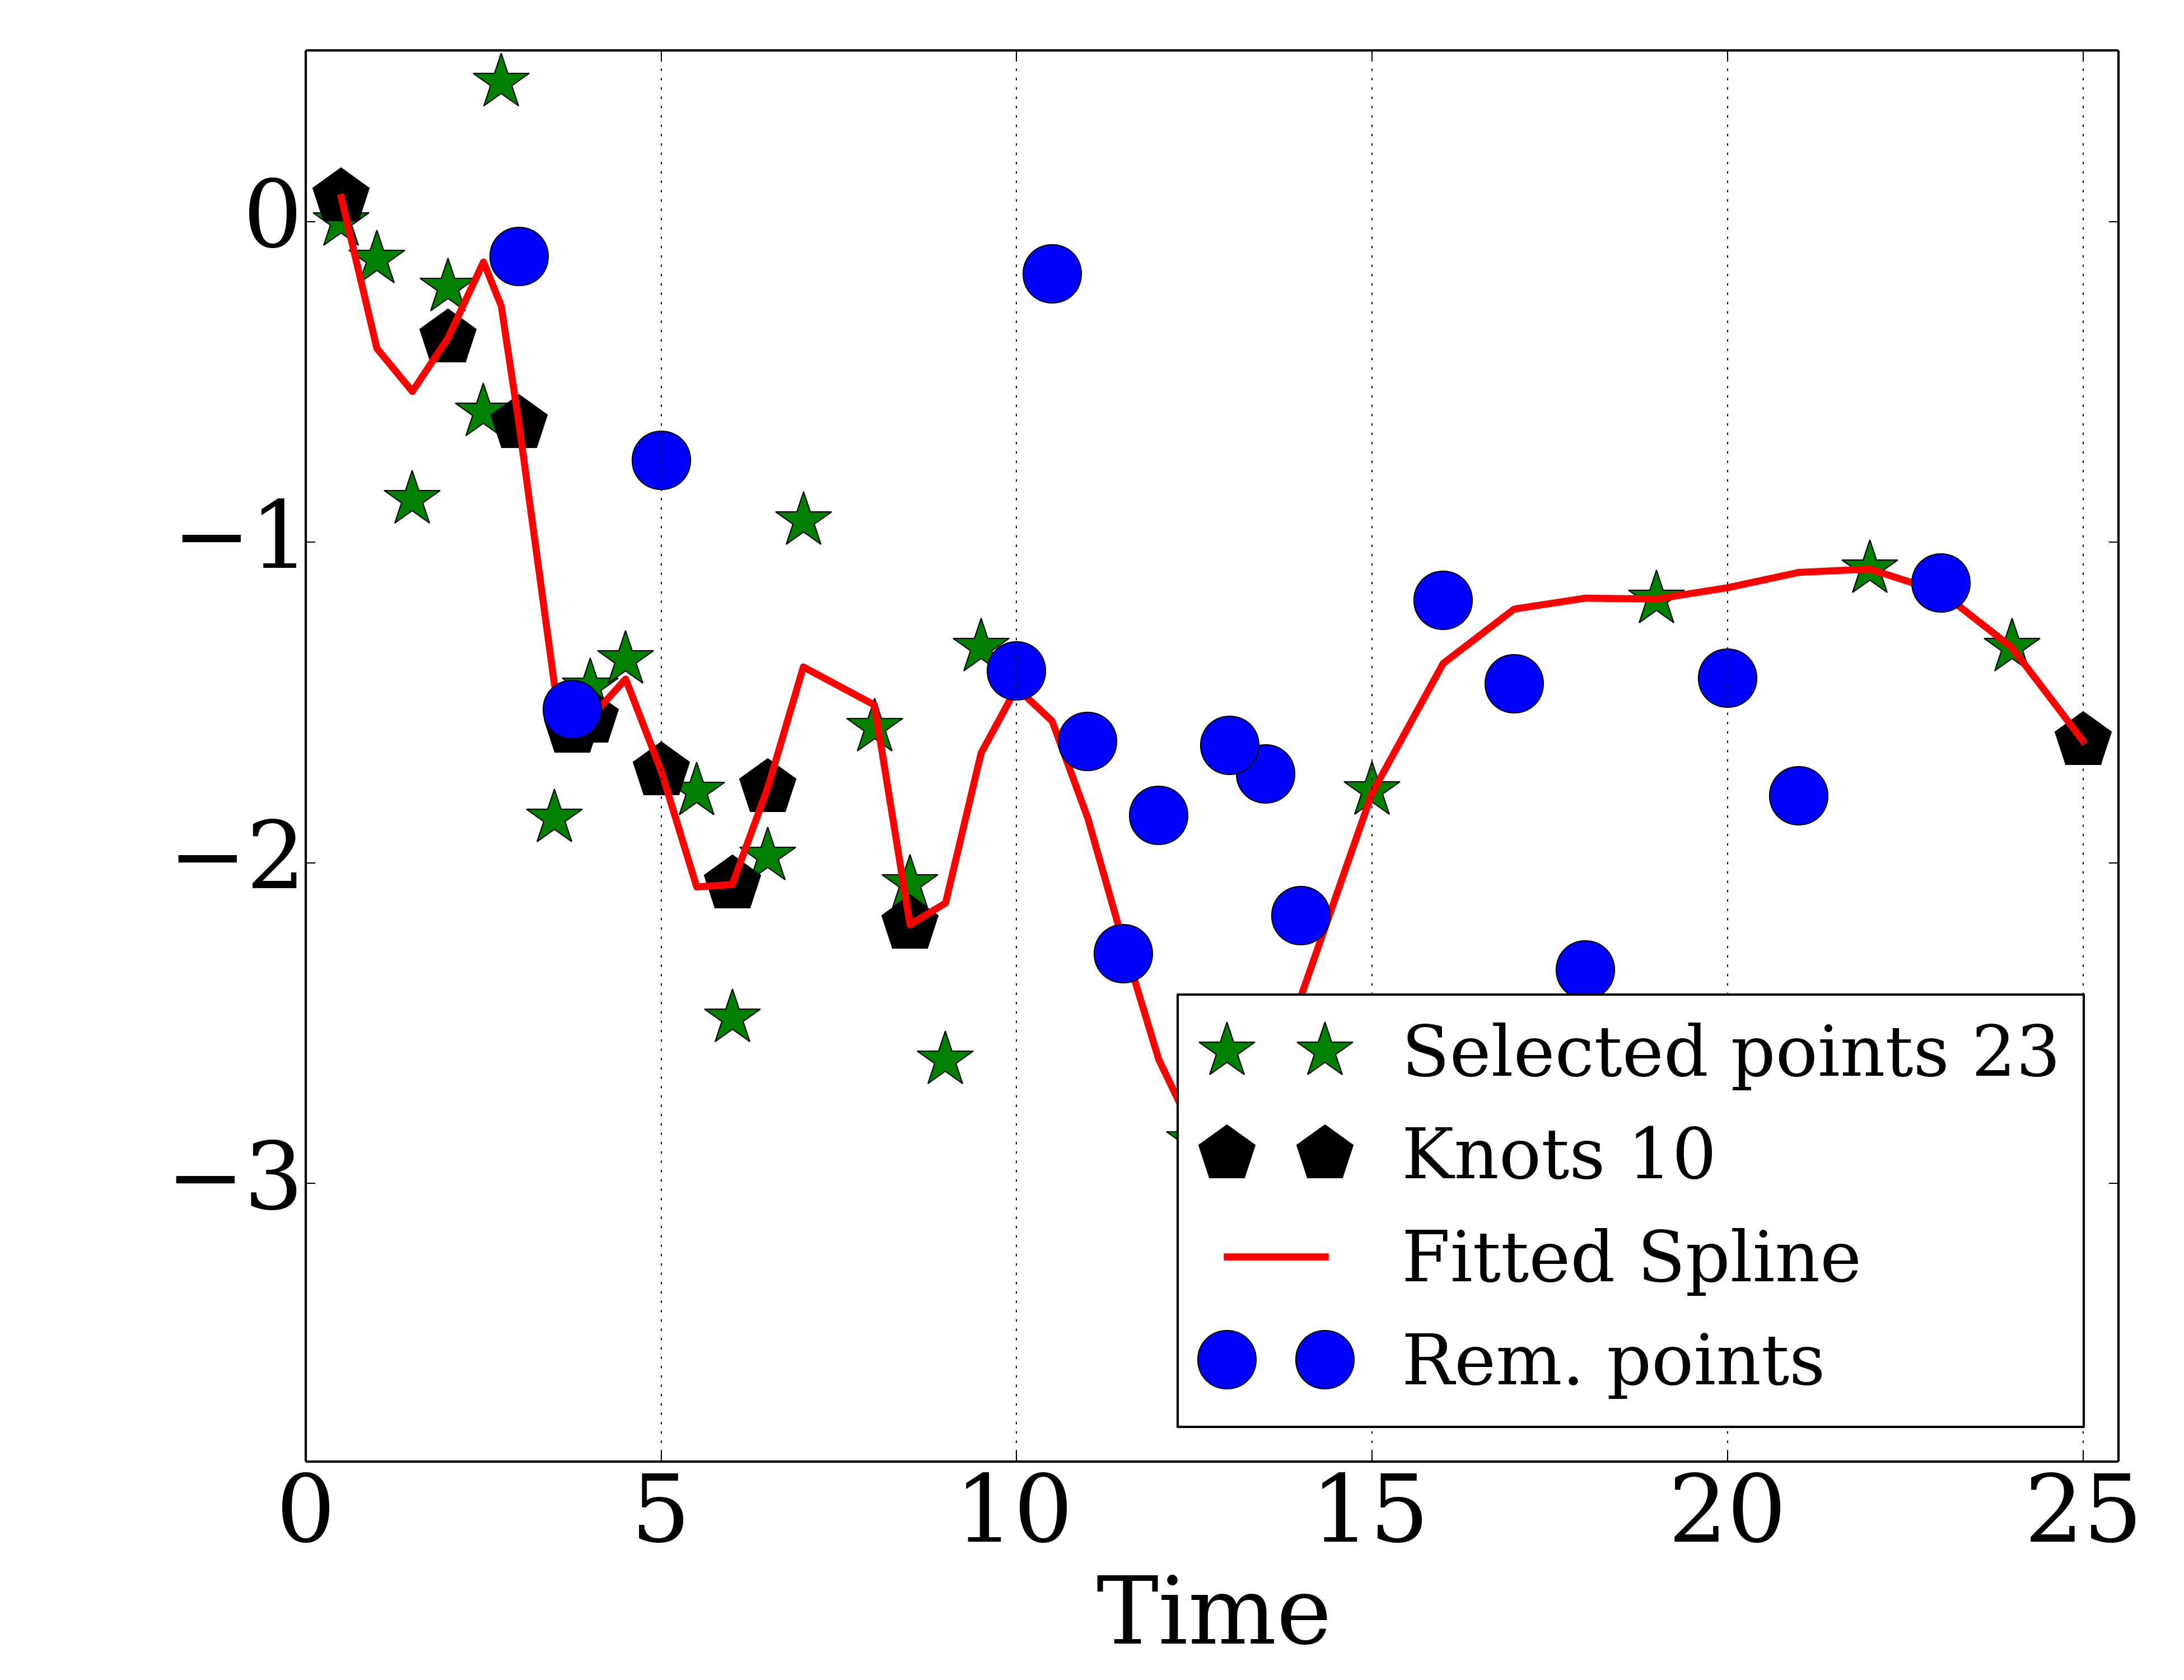 0
−1
−2
−3
Selected points 23
Knots 10
Fitted Spline
Rem. points
0 5 10 15 20 25
Time